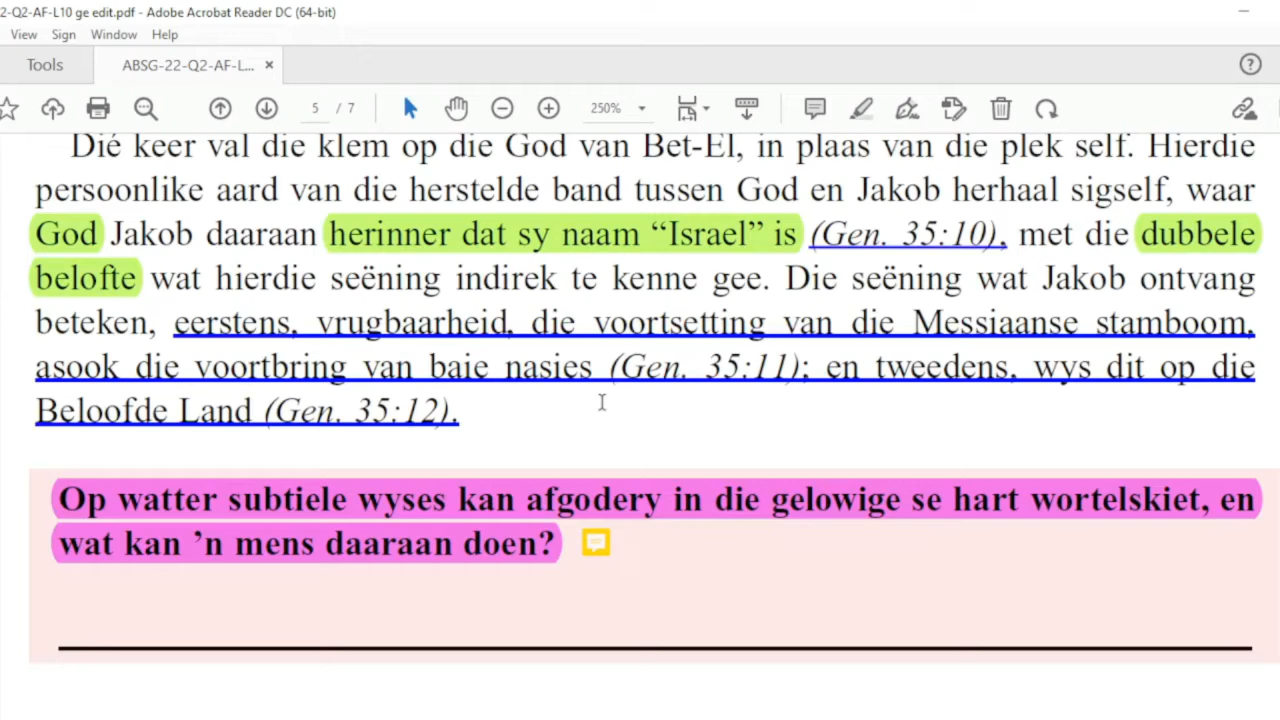 2-Q2-AF-L10 ge edit.pdf - Adobe Acrobat Reader DC (64-bit)
View Sign Window Help
Tools ABSG-22-Q2-AF-L... ×
5 / 7 250%
Dié keer val die klem op die God van Bet-El, in plaas van die plek self. Hierdie
persoonlike aard van die herstelde band tussen God en Jakob herhaal sigself, waar
God Jakob daaraan herinner dat sy naam “Israel” is (Gen. 35:10), met die dubbele
belofte wat hierdie seëning indirek te kenne gee. Die seëning wat Jakob ontvang
beteken, eerstens, vrugbaarheid, die voortsetting van die Messiaanse stamboom,
asook die voortbring van baie nasies (Gen. 35:11); en tweedens, wys dit op die
Beloofde Land (Gen. 35:12).
Op watter subtiele wyses kan afgodery in die gelowige se hart wortelskiet, en
wat kan ’n mens daaraan doen?